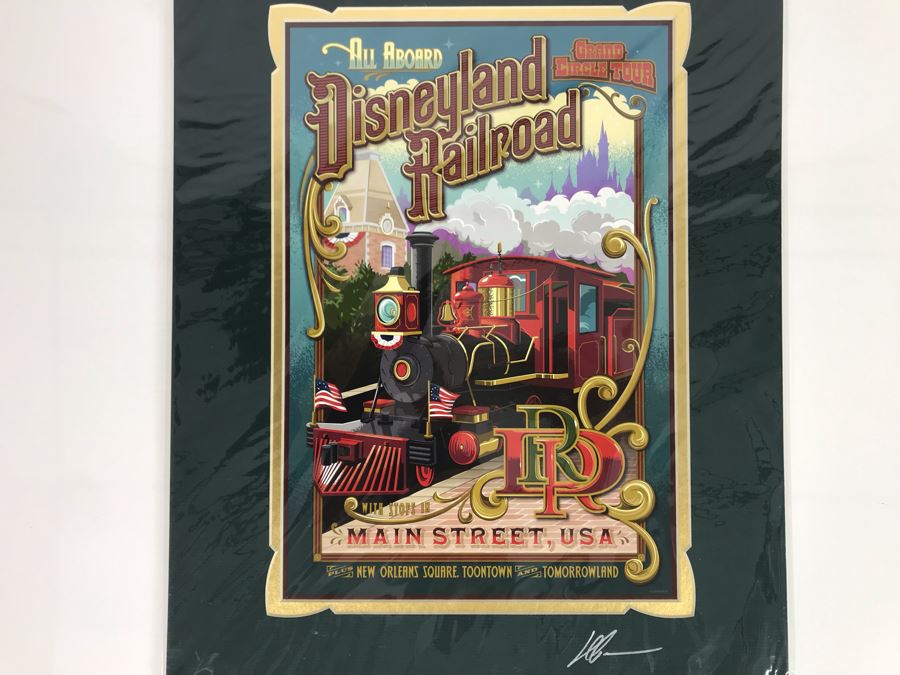 All Aboard
Grand
Circle Tour
Disneyland
Railroad
DRR
With Stops in
Main Street, USA
Plus New Orleans Square, Toontown and Tomorrowland